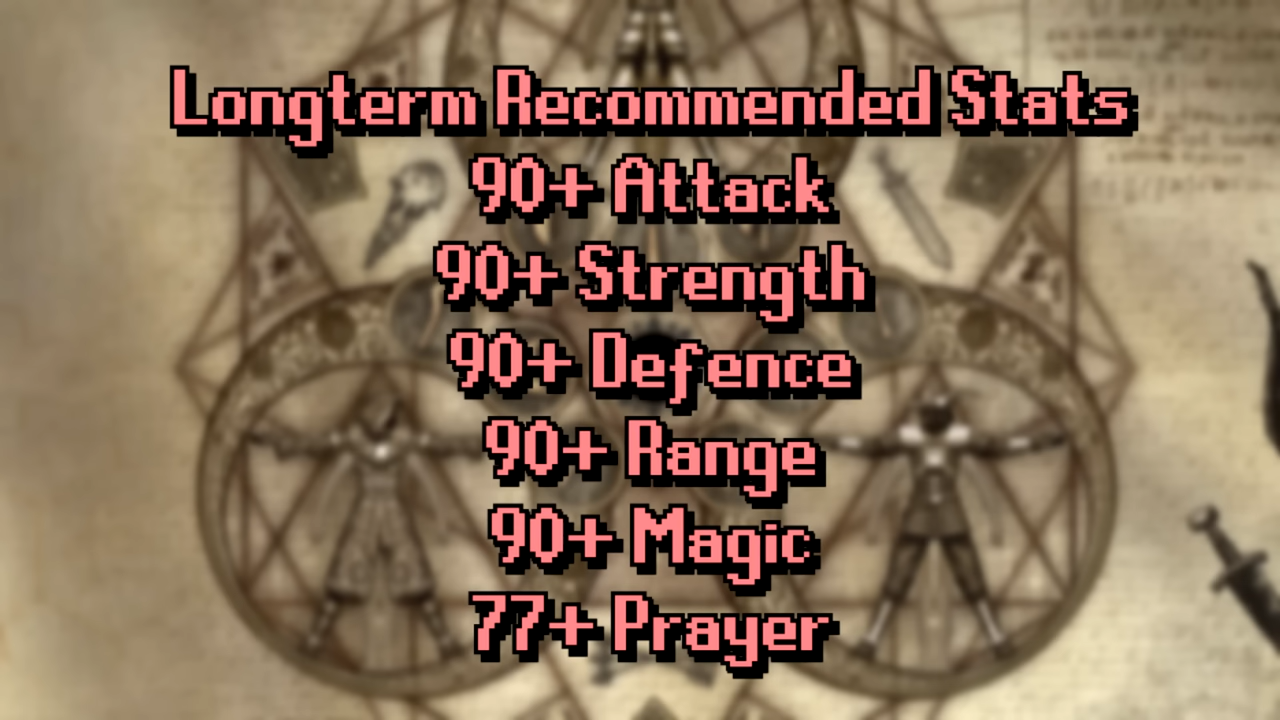 Longterm Recommended Stats
90+ Attack
90+ Strength
90+ Defence
90+ Range
90+ Magic
77+ Prayer